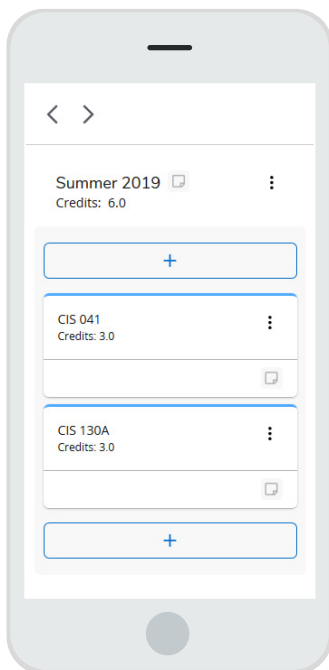 Summer 2019
Credits: 6.0
+
CIS 041
Credits: 3.0
CIS 130A
Credits: 3.0
+